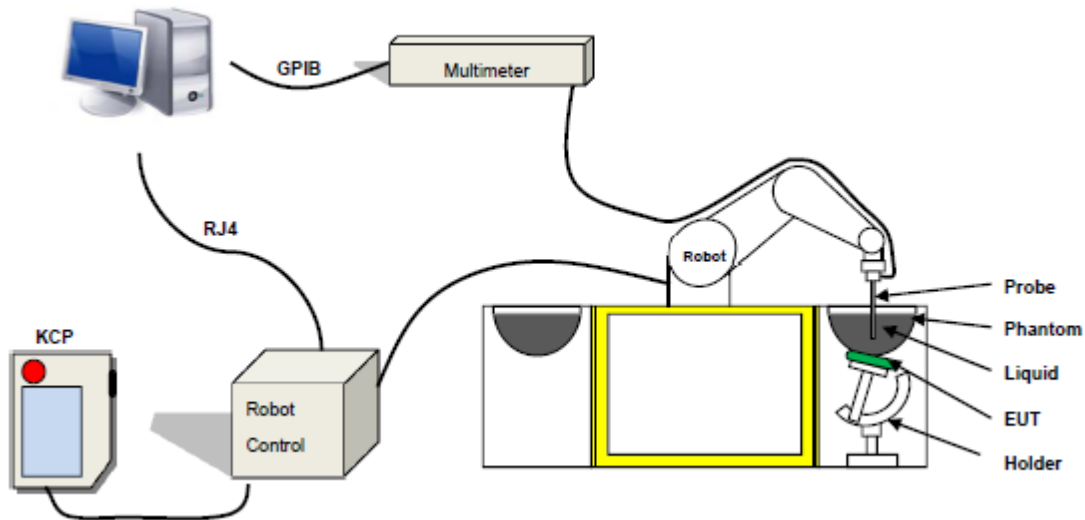 GPIB
Multimeter
RJ4
Robot
Probe
Phantom
KCP
Liquid
Robot
Control
EUT
Holder